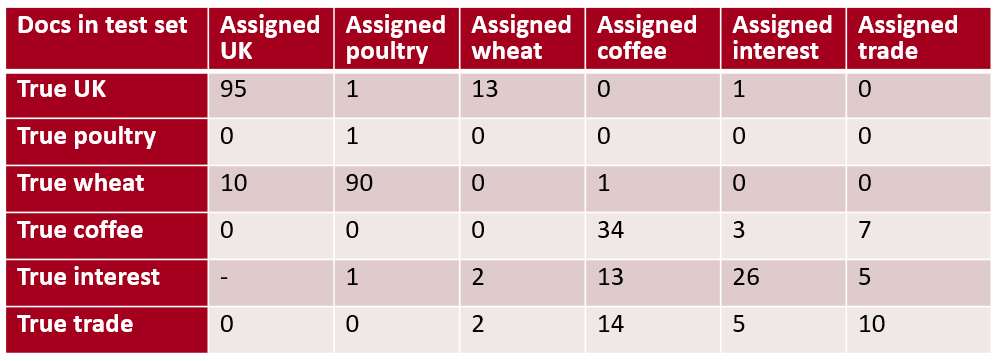 Docs in test set Assigned UK Assigned poultry Assigned wheat Assigned coffee Assigned interest Assigned trade
True UK 95 1 13 0 1 0
True poultry 0 1 0 0 0 0
True wheat 10 90 0 1 0 0
True coffee 0 0 0 34 3 7
True interest - 1 2 13 26 5
True trade 0 0 2 14 5 10